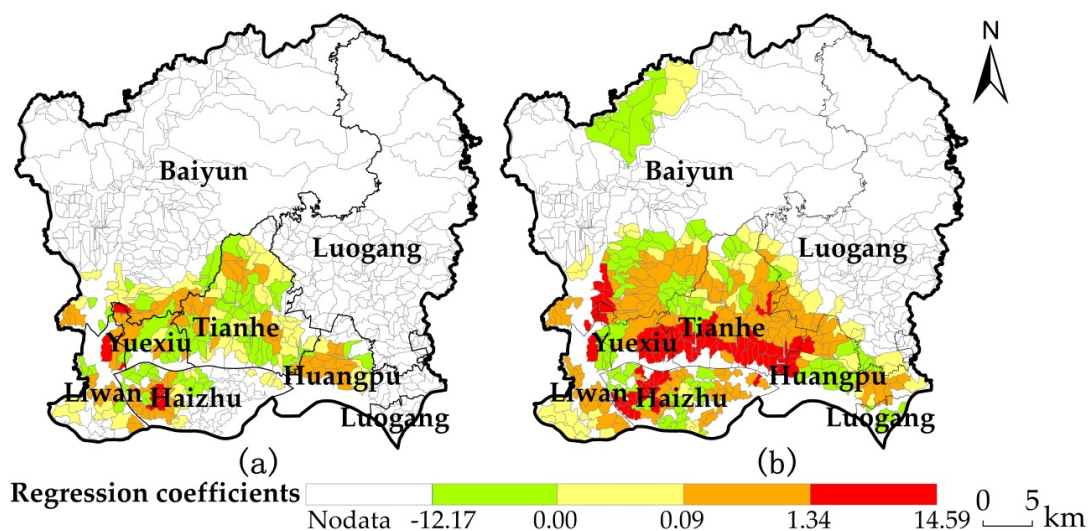 N
Baiyun
Baiyun
Luogang
Luogang
Tianhe
Tianhe
Yuexiu
Yuexiu
Liwan
Haizhu
Huangpu
Luogang
Liwan
Haizhu
Huangpu
Luogang
(a)
(b)
Regression coefficients
Nodata -12.17 0.00 0.09 1.34 14.59
0 5 km